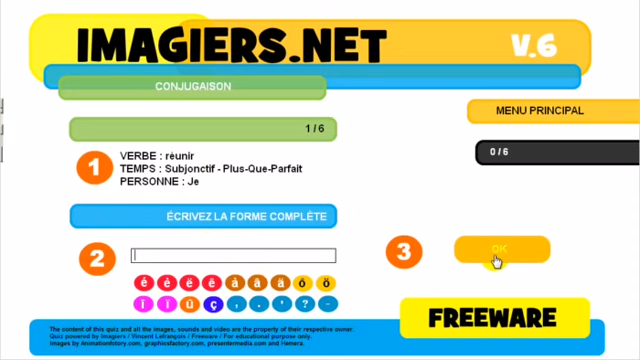 IMAGIERS.NET
V.6
CONJUGAISON
MENU PRINCIPAL
1 / 6
0 / 6
1
VERBE : réunir
TEMPS : Subjonctif - Plus-Que-Parfait
PERSONNE : Je
ÉCRIVEZ LA FORME COMPLÈTE
2
3
OK
FREEWARE
The content of this quiz and all the images, sounds and video are the property of their respective owner.
Quiz powered by Imagiers / Vincent Lefrançois / Freeware / For educational purpose only.
Images by Animationfstory.com, graphicsfactory.com, presentermedia.com and Hemera.